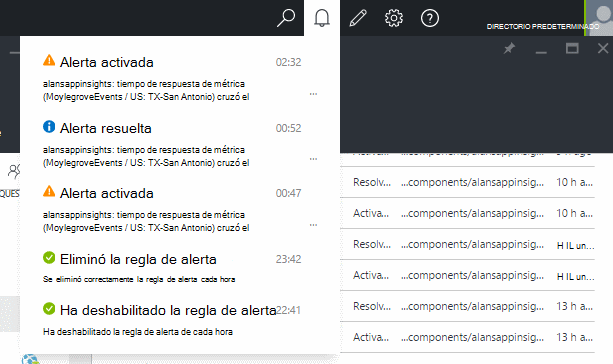 DIRECTORIO PREDETERMINADO
Alerta activada 02:32
alansappinsights: tiempo de respuesta de métrica
(MoylegroveEvents / US: TX-San Antonio) cruzó el ...
Alerta resuelta 00:52
alansappinsights: tiempo de respuesta de métrica
(MoylegroveEvents / US: TX-San Antonio) cruzó el ...
Alerta activada 00:47
alansappinsights: tiempo de respuesta de métrica
(MoylegroveEvents / US: TX-San Antonio) cruzó el ...
Eliminó la regla de alerta 23:42
Se eliminó correctamente la regla de alerta cada hora
Ha deshabilitado la regla de alerta 22:41
Ha deshabilitado la regla de alerta de cada hora
QUES
Resolv... ...components/alansappinsig... 10 h a...
Activa... ...components/alansappinsig... 10 h a...
Resolv... ...components/alansappinsig... H IL un...
Activa... ...components/alansappinsig... H IL un...
Resolv... ...components/alansappinsig... 13 h a...
Activa... ...components/alansappinsig... 13 h a...